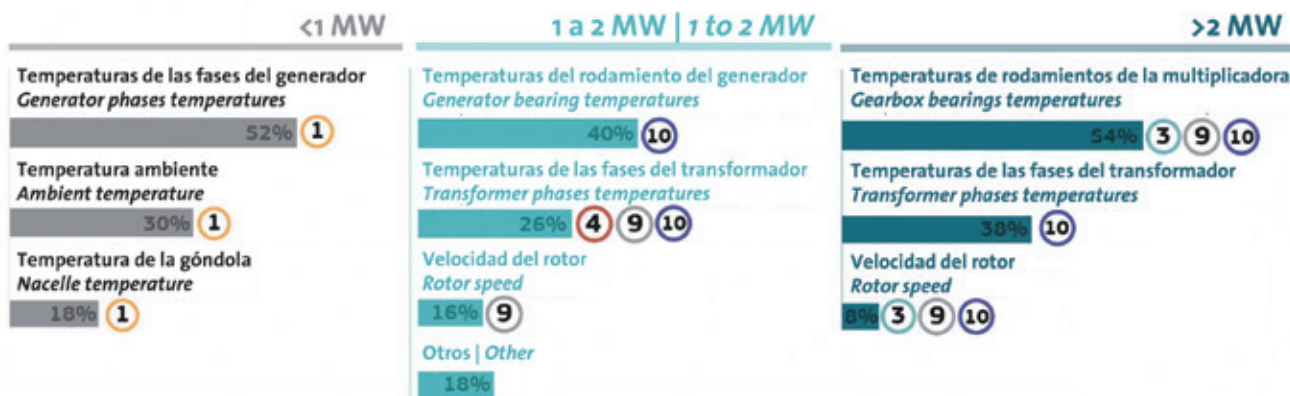 <1 MW
Temperaturas de las fases del generador
Generator phases temperatures
52% 1
Temperatura ambiente
Ambient temperature
30% 1
Temperatura de la góndola
Nacelle temperature
18% 1
1 a 2 MW | 1 to 2 MW
Temperaturas del rodamiento del generador
Generator bearing temperatures
40% 10
Temperaturas de las fases del transformador
Transformer phases temperatures
26% 4 9 10
Velocidad del rotor
Rotor speed
16% 9
Otros | Other
18%
>2 MW
Temperaturas de rodamientos de la multiplicadora
Gearbox bearings temperatures
54% 3 9 10
Temperaturas de las fases del transformador
Transformer phases temperatures
38% 10
Velocidad del rotor
Rotor speed
8% 3 9 10